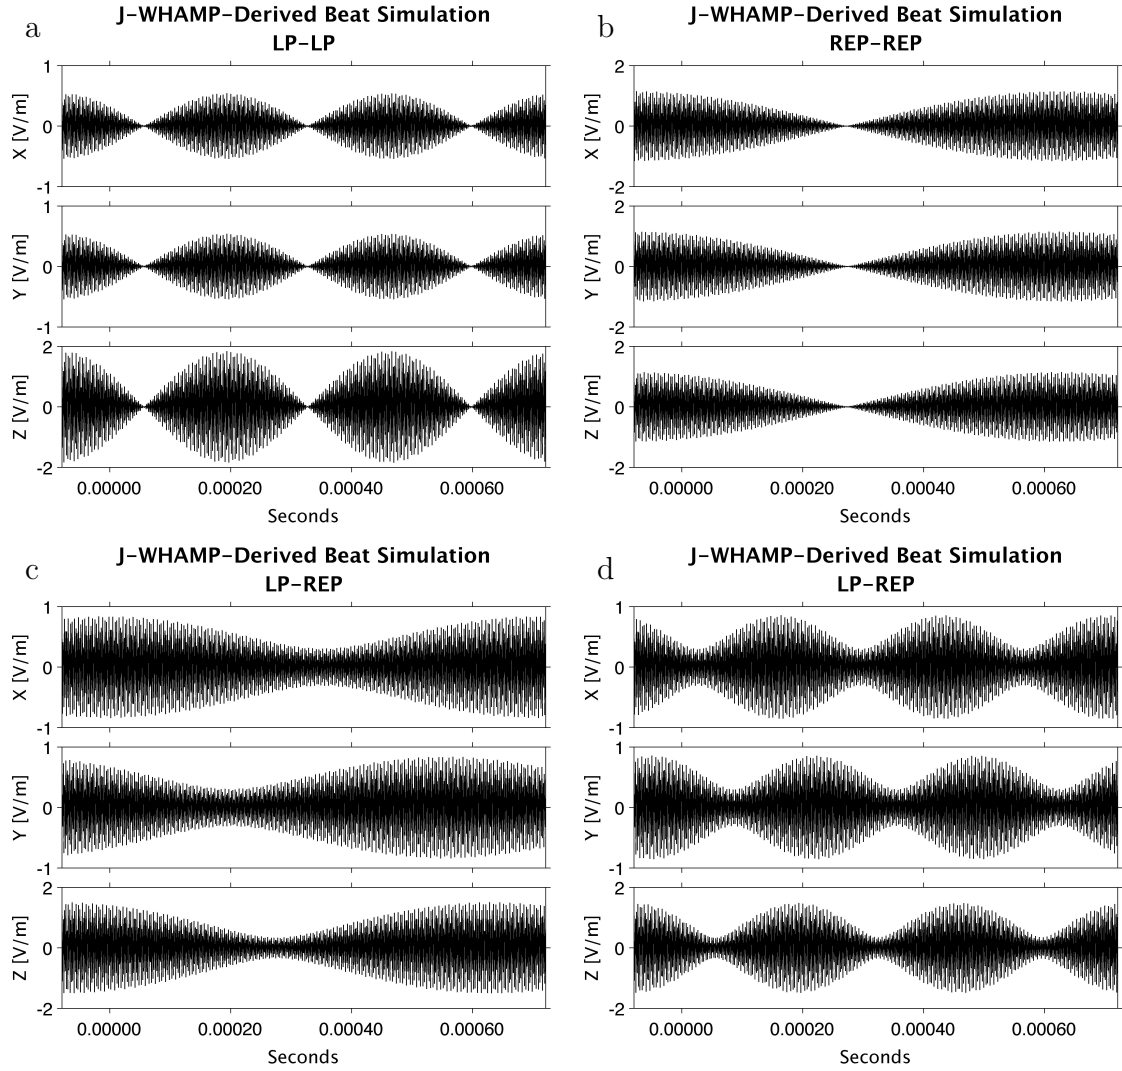 a
J-WHAMP-Derived Beat Simulation
LP-LP
1
0
-1
X [V/m]
1
0
-1
Y [V/m]
2
0
-2
Z [V/m]
0.00000 0.00020 0.00040 0.00060
Seconds
b
J-WHAMP-Derived Beat Simulation
REP-REP
2
0
-2
X [V/m]
2
0
-2
Y [V/m]
2
0
-2
Z [V/m]
0.00000 0.00020 0.00040 0.00060
Seconds
c
J-WHAMP-Derived Beat Simulation
LP-REP
1
0
-1
X [V/m]
1
0
-1
Y [V/m]
2
0
-2
Z [V/m]
0.00000 0.00020 0.00040 0.00060
Seconds
d
J-WHAMP-Derived Beat Simulation
LP-REP
1
0
-1
X [V/m]
1
0
-1
Y [V/m]
2
0
-2
Z [V/m]
0.00000 0.00020 0.00040 0.00060
Seconds